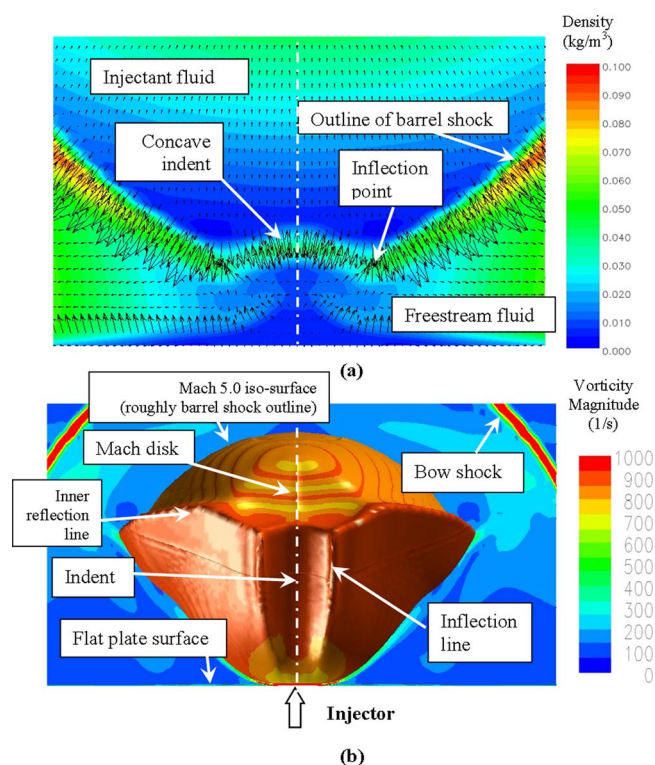 Density
(kg/m³)
Injectant fluid
Outline of barrel shock
Concave
indent
Inflection
point
Freestream fluid
0.100
0.090
0.080
0.070
0.060
0.050
0.040
0.030
0.020
0.010
0.000
(a)
Mach 5.0 iso-surface
(roughly barrel shock outline)
Vorticity
Magnitude
(1/s)
Mach disk
Bow shock
Inner
reflection
line
Indent
Inflection
line
Flat plate surface
1000
900
800
700
600
500
400
300
200
100
0
Injector
(b)